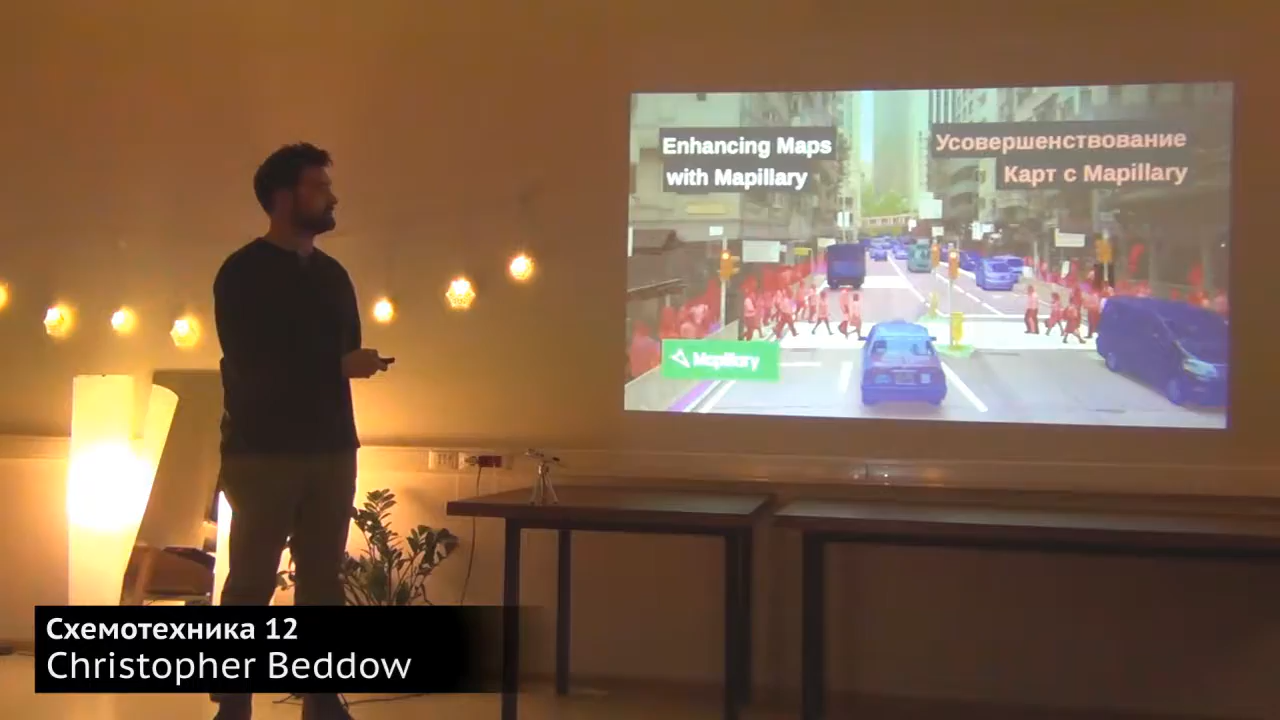 Enhancing Maps
with Mapillary
Усовершенствование
Карт с Mapillary
Mapillary
Схемотехника 12
Christopher Beddow